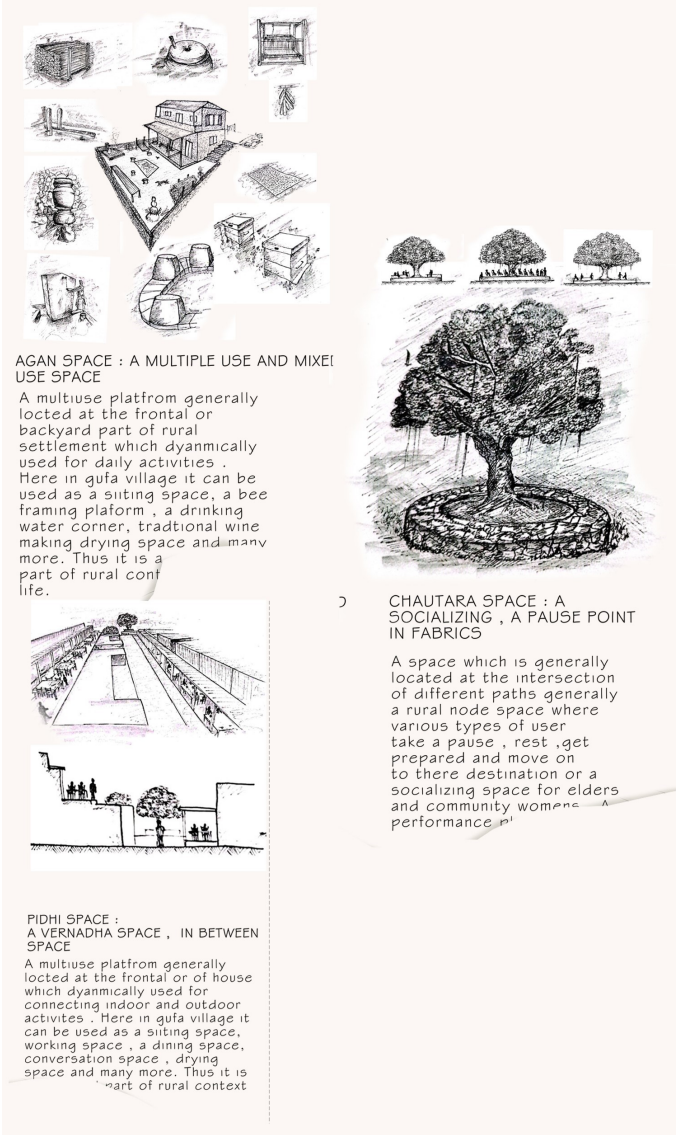 AGAN SPACE : A MULTIPLE USE AND MIXED
USE SPACE
A multiuse platfrom generally
locted at the frontal or
backyard part of rural
settlement which dyanmically
used for daily activities .
Here in gufa village it can be
used as a siiting space, a bee
framing plaform , a drinking
water corner, tradtional wine
making drying space and many
more. Thus it is a
part of rural
life.
PIDHI SPACE :
A VERNADHA SPACE , IN BETWEEN
SPACE
A multiuse platfrom generally
locted at the frontal or of house
which dyanmically used for
connecting indoor and outdoor
activites . Here in gufa village it
can be used as a siiting space,
working space , a dining space,
conversation space , drying
space and many more. Thus it is
part of rural context
CHAUTARA SPACE : A
SOCIALIZING , A PAUSE POINT
IN FABRICS
A space which is generally
located at the intersection
of different paths generally
a rural node space where
various types of user
take a pause , rest ,get
prepared and move on
to there destination or a
socializing space for elders
and community womens . A
performance